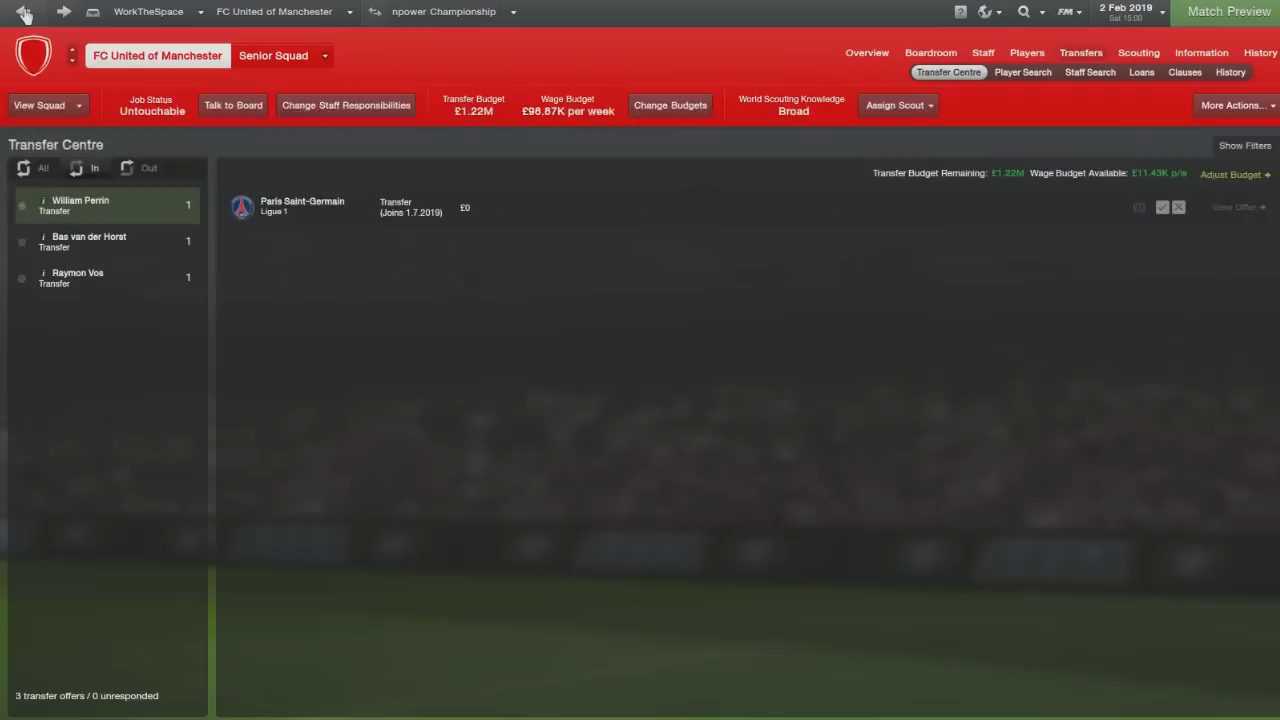 WorkTheSpace
FC United of Manchester
npower Championship
?
FM
2 Feb 2019
Sat 15:00
Match Preview
FC United of Manchester
Senior Squad
Overview
Boardroom
Staff
Players
Transfers
Scouting
Information
History
Transfer Centre
Player Search
Staff Search
Loans
Clauses
History
View Squad
Job Status
Untouchable
Talk to Board
Change Staff Responsibilities
Transfer Budget
£1.22M
Wage Budget
£98.87K per week
Change Budgets
World Scouting Knowledge
Broad
Assign Scout
More Actions...
Transfer Centre
Show Filters
All
In
Out
Transfer Budget Remaining: £1.22M Wage Budget Available: £11.43K p/w
Adjust Budget
i William Perrin
Transfer
1
Paris Saint-Germain
Ligue 1
Transfer
(Joins 1.7.2019)
£0
£0
View Offer
i Bas van der Horst
Transfer
1
i Raymon Vos
Transfer
1
3 transfer offers / 0 unresponded